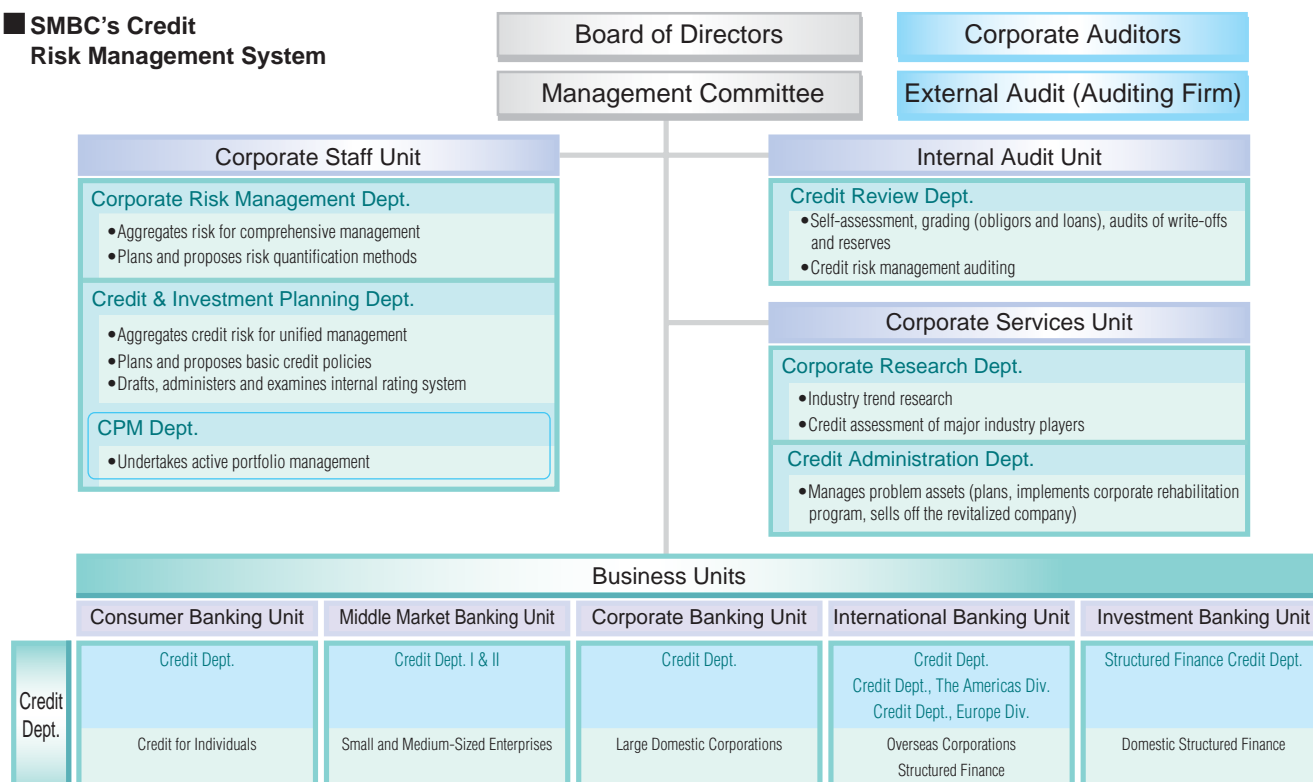 SMBC's Credit
Risk Management System
Board of Directors
Corporate Auditors
Management Committee
External Audit (Auditing Firm)
Corporate Staff Unit
Corporate Risk Management Dept.
•Aggregates risk for comprehensive management
•Plans and proposes risk quantification methods
Credit & Investment Planning Dept.
•Aggregates credit risk for unified management
•Plans and proposes basic credit policies
•Drafts, administers and examines internal rating system
CPM Dept.
•Undertakes active portfolio management
Internal Audit Unit
Credit Review Dept.
•Self-assessment, grading (obligors and loans), audits of write-offs
and reserves
•Credit risk management auditing
Corporate Services Unit
Corporate Research Dept.
•Industry trend research
•Credit assessment of major industry players
Credit Administration Dept.
•Manages problem assets (plans, implements corporate rehabilitation
program, sells off the revitalized company)
Business Units
Consumer Banking Unit
Middle Market Banking Unit
Corporate Banking Unit
International Banking Unit
Investment Banking Unit
Credit
Dept.
Credit Dept.
Credit Dept. I & II
Credit Dept.
Credit Dept.
Credit Dept., The Americas Div.
Credit Dept., Europe Div.
Structured Finance Credit Dept.
Credit for Individuals
Small and Medium-Sized Enterprises
Large Domestic Corporations
Overseas Corporations
Structured Finance
Domestic Structured Finance